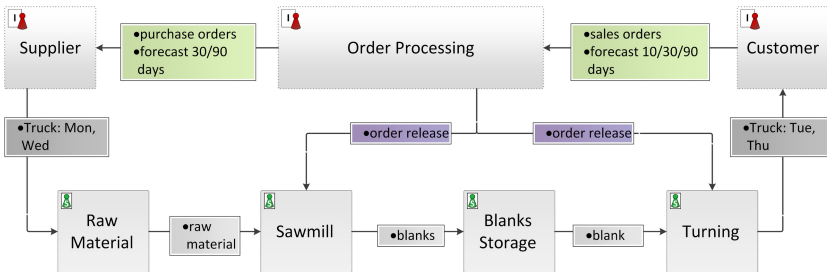 I
Supplier
●purchase orders
●forecast 30/90
days
I
Order Processing
●sales orders
●forecast 10/30/90
days
I
Customer
●Truck: Mon,
Wed
●order release
●order release
●Truck: Tue,
Thu
Raw
Material
●raw
material
Sawmill
●blanks
Blanks
Storage
●blank
Turning